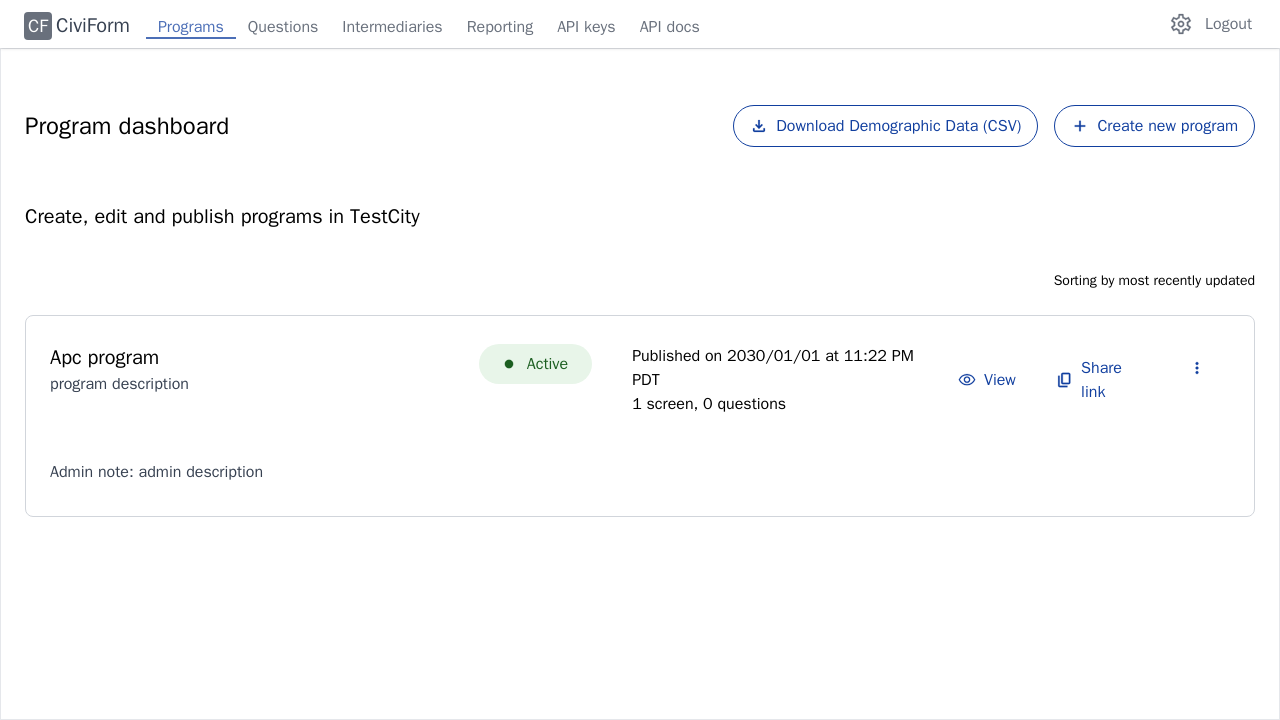 CF CiviForm Programs Questions Intermediaries Reporting API keys API docs Logout
Program dashboard
Download Demographic Data (CSV)
Create new program
Create, edit and publish programs in TestCity
Sorting by most recently updated
Apc program
program description
Active
Published on 2030/01/01 at 11:22 PM
PDT
1 screen, 0 questions
View
Share
link
Admin note: admin description